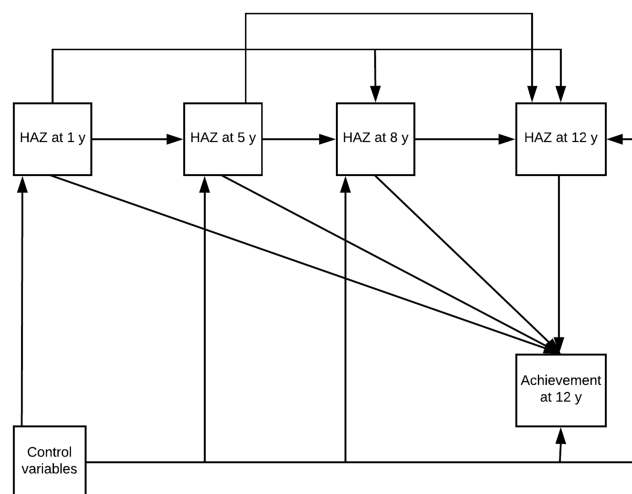 HAZ at 1 y
HAZ at 5 y
HAZ at 8 y
HAZ at 12 y
Achievement
at 12 y
Control
variables